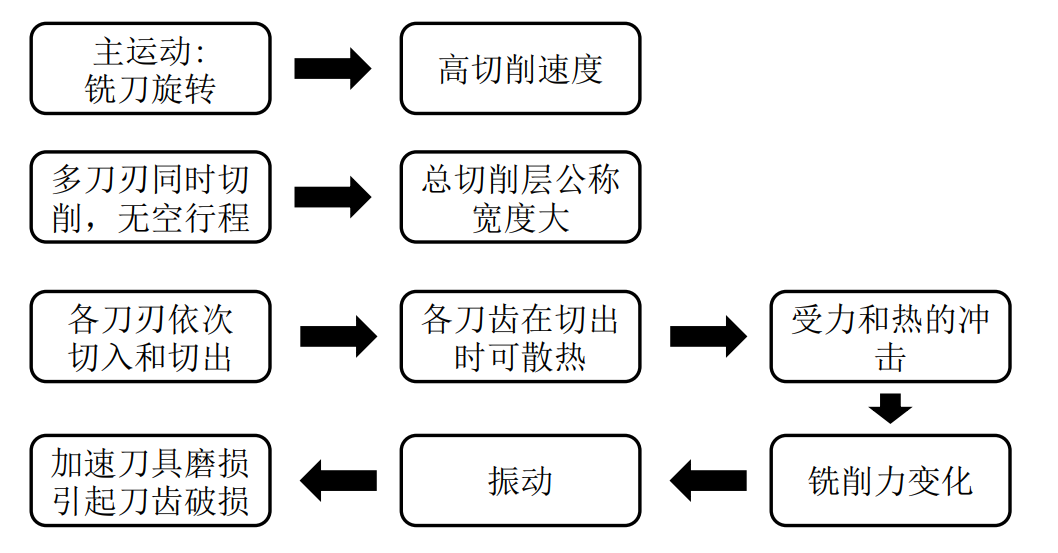 主运动:
铣刀旋转
高切削速度
多刀刃同时切
削，无空行程
总切削层公称
宽度大
各刀刃依次
切入和切出
各刀齿在切出
时可散热
受力和热的冲
击
加速刀具磨损
引起刀齿破损
振动
铣削力变化